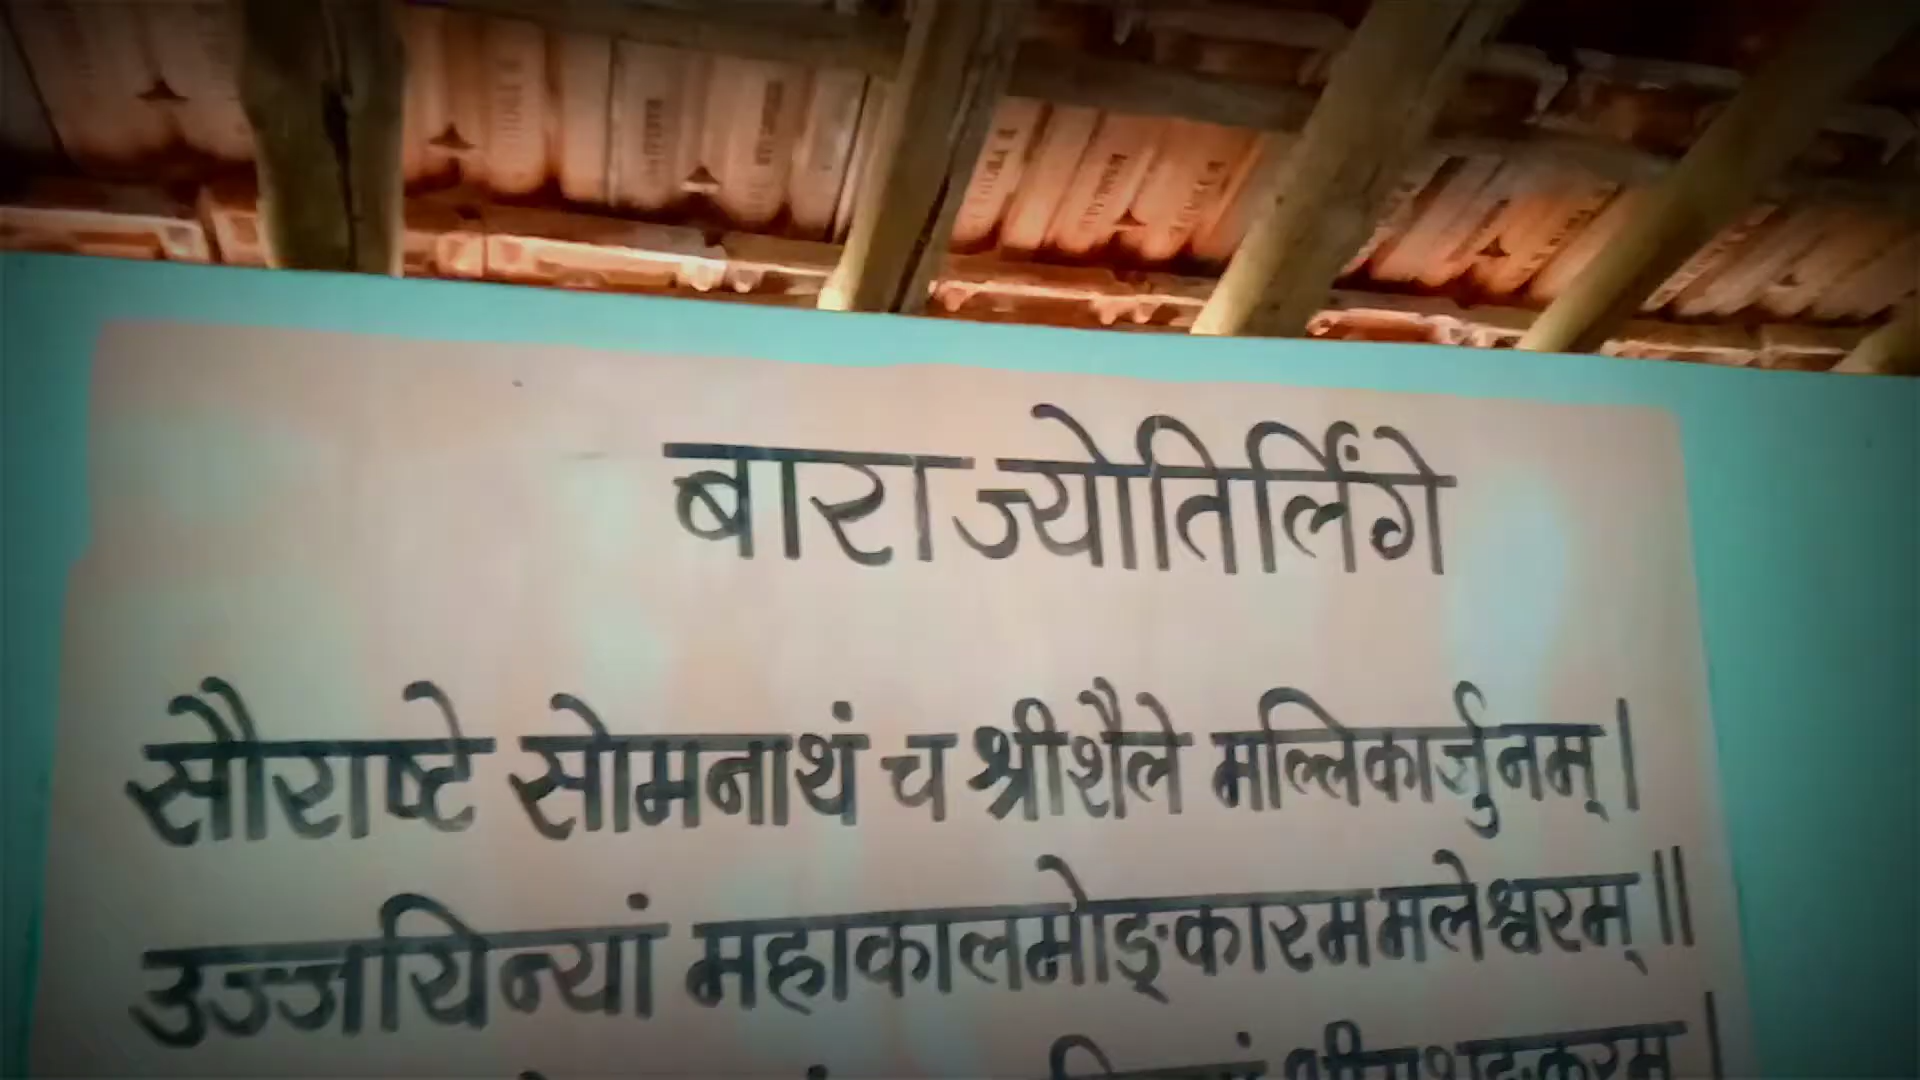 बारा ज्योतिर्लिंगे
सौराष्टे सोमनाथं च श्रीशैले मल्लिकार्जुनम् |
उज्जयिन्यां महाकालमोङ्कारममलेश्वरम् ||